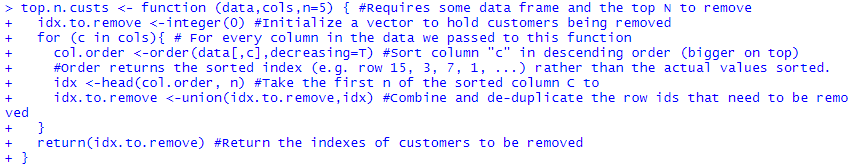 > top.n.custs <- function (data,cols,n=5) { #Requires some data frame and the top N to remove
+   idx.to.remove <-integer(0) #Initialize a vector to hold customers being removed
+   for (c in cols){ # For every column in the data we passed to this function
+     col.order <-order(data[,c],decreasing=T) #Sort column "c" in descending order (bigger on top)
+     #Order returns the sorted index (e.g. row 15, 3, 7, 1, ...) rather than the actual values sorted.
+     idx <-head(col.order, n) #Take the first n of the sorted column C to
+     idx.to.remove <-union(idx.to.remove,idx) #Combine and de-duplicate the row ids that need to be remo
ved
+   }
+   return(idx.to.remove) #Return the indexes of customers to be removed
+ }